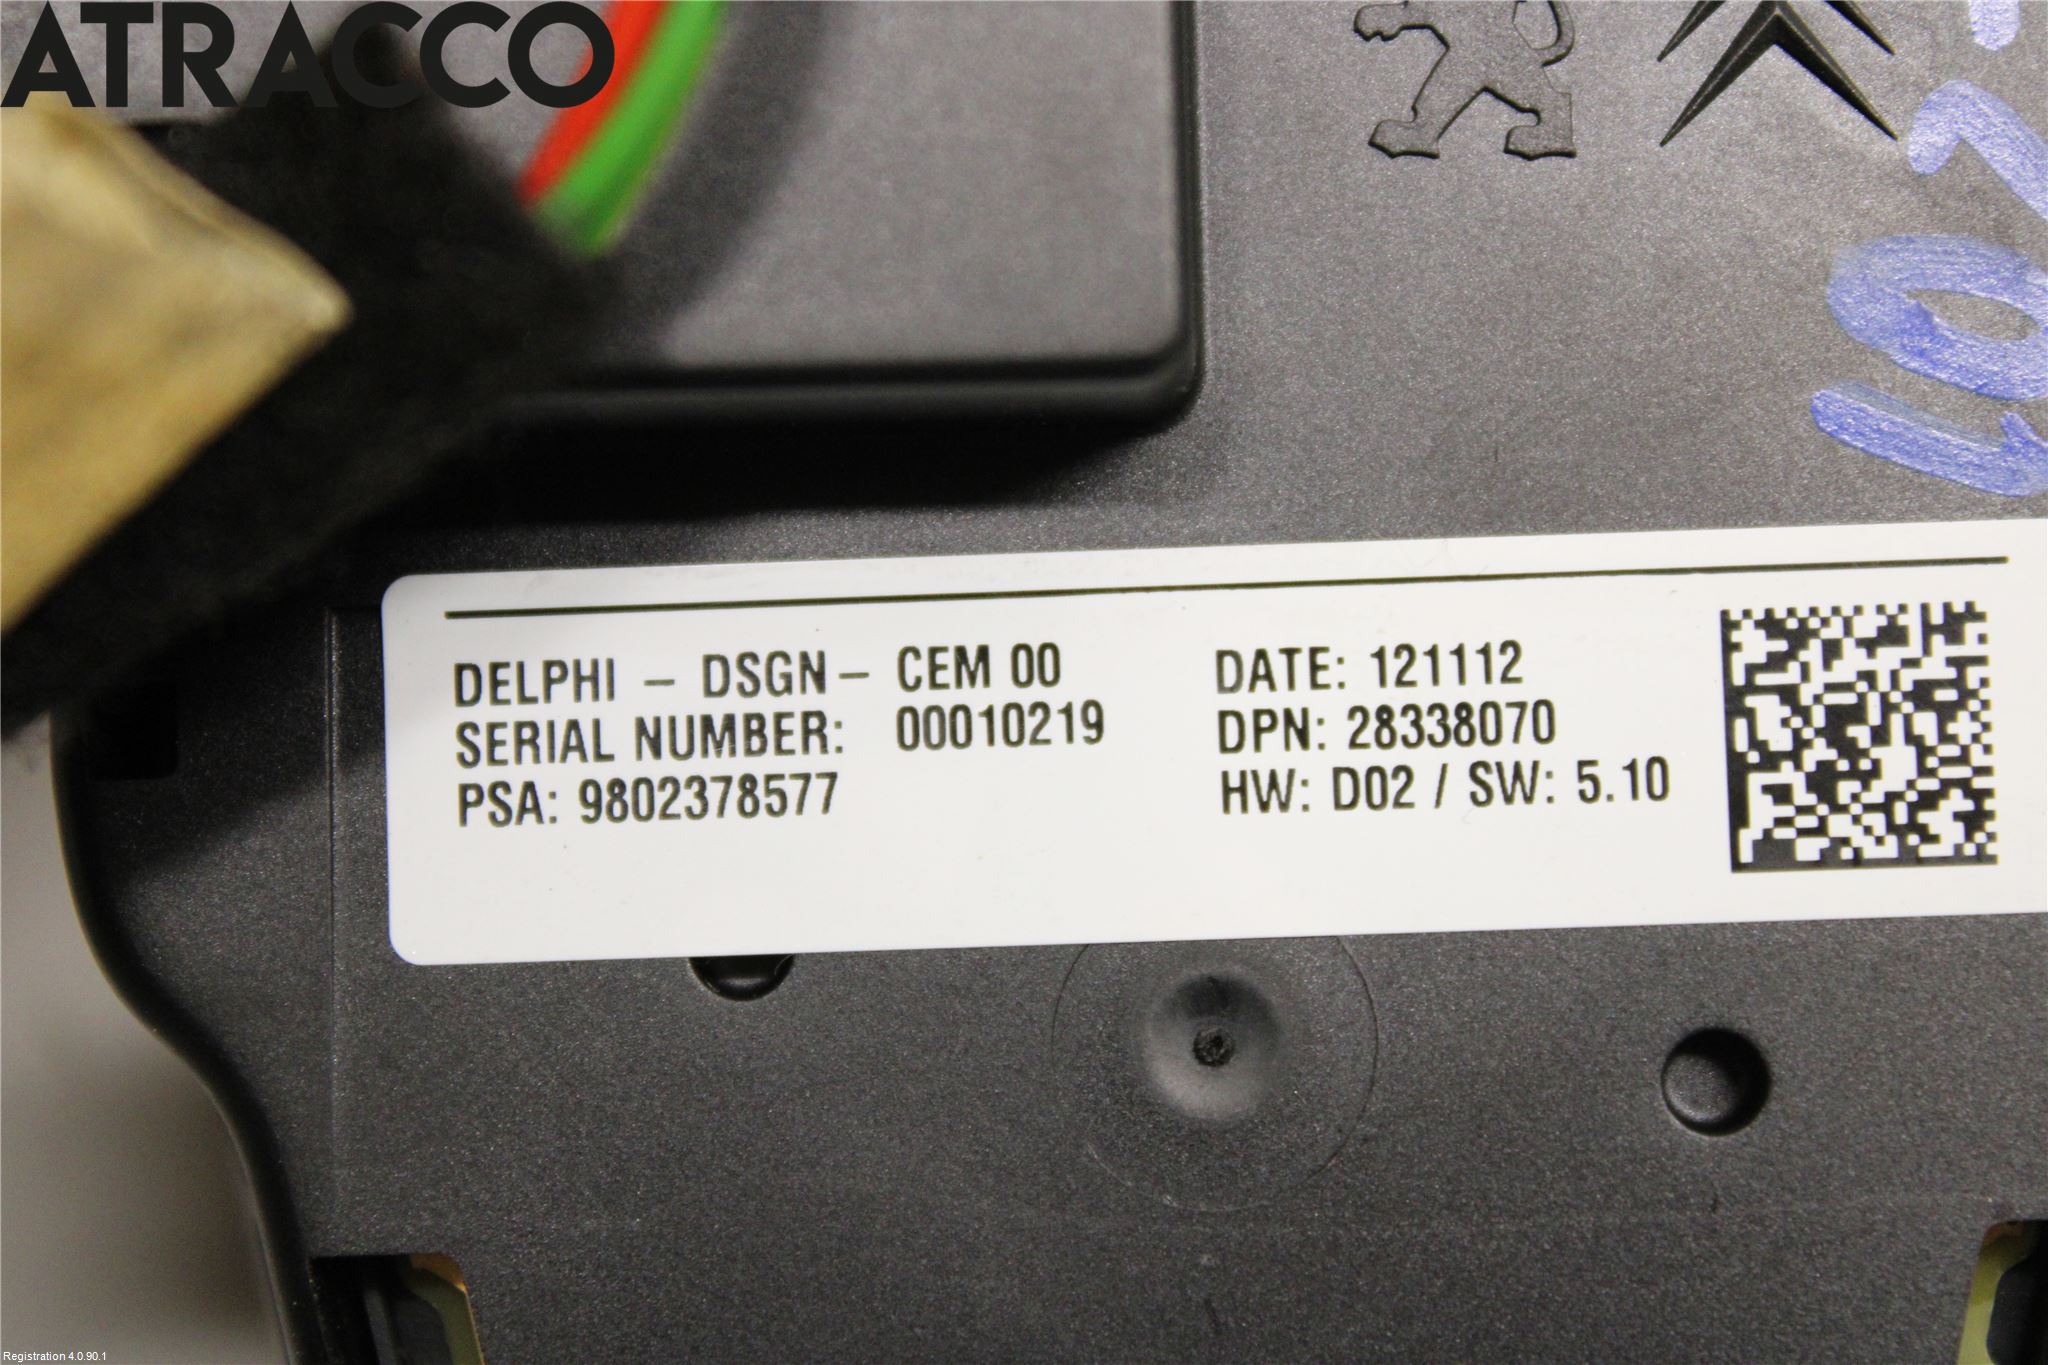 ATRACCO
DELPHI - DSGN - CEM 00
SERIAL NUMBER: 00010219
PSA: 9802378577
DATE: 121112
DPN: 28338070
HW: D02 / SW: 5.10
Registration 4.0.90.1